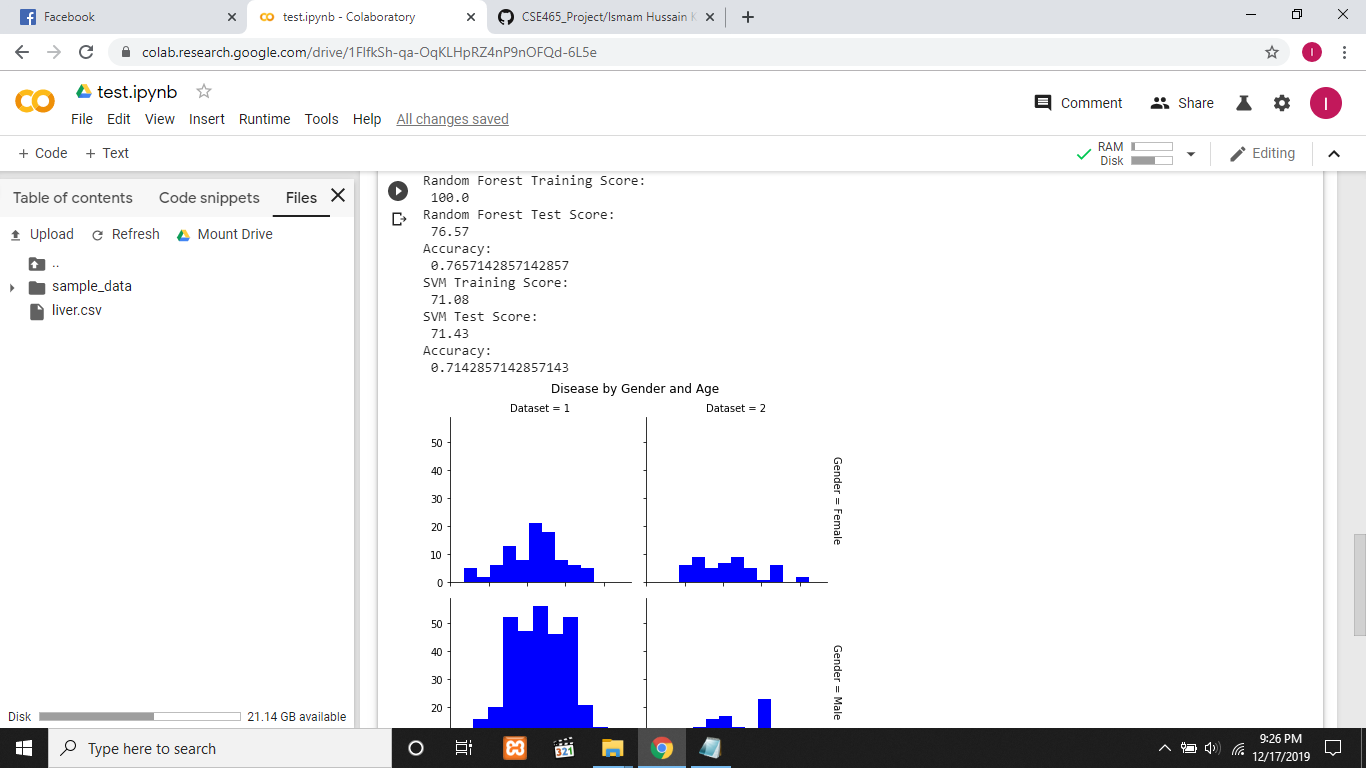 Facebook
test.ipynb - Colaboratory
CSE465_Project/Ismam Hussain K
colab.research.google.com/drive/1FlfkSh-qa-OqKLHpRZ4nP9nOFQd-6L5e
I
test.ipynb
Comment
Share
I
File Edit View Insert Runtime Tools Help All changes saved
+ Code + Text
RAM
Disk
Editing
Table of contents Code snippets Files
Upload Refresh Mount Drive
..
sample_data
liver.csv
Random Forest Training Score:
100.0
Random Forest Test Score:
76.57
Accuracy:
0.7657142857142857
SVM Training Score:
71.08
SVM Test Score:
71.43
Accuracy:
0.7142857142857143
Disease by Gender and Age
Dataset = 1 Dataset = 2
50
40
30
20
10
0
Gender = Female
50
40
30
20
Gender = Male
Disk 21.14 GB available
Type here to search
321
9:26 PM
12/17/2019